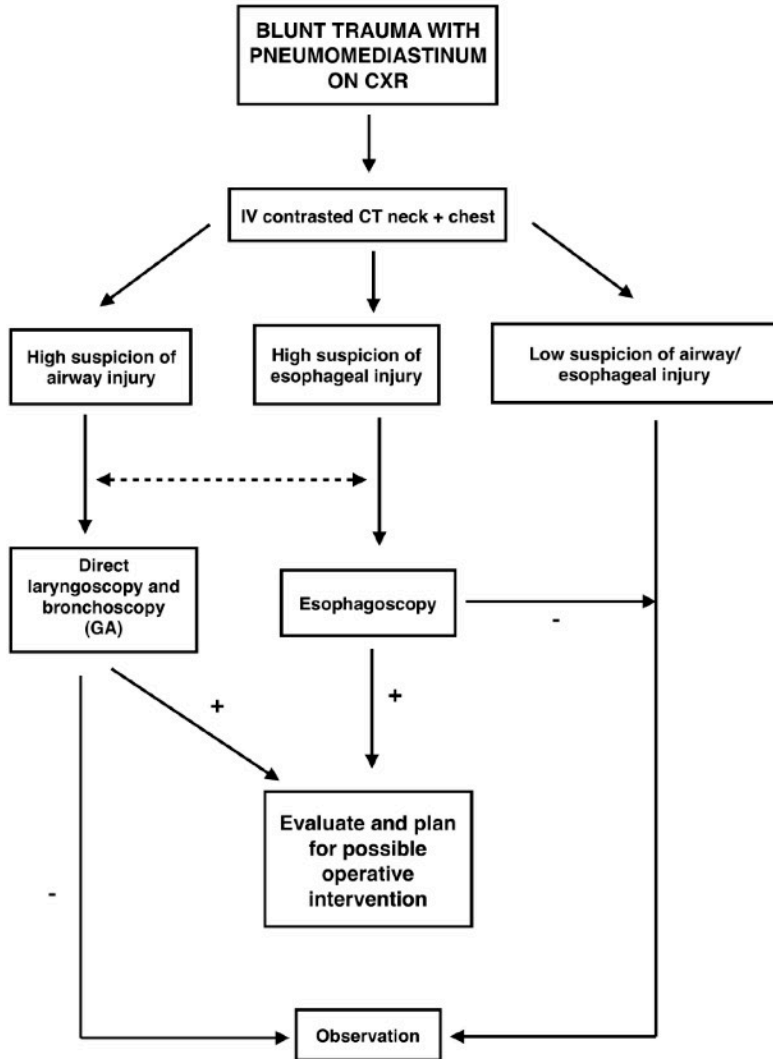 BLUNT TRAUMA WITH
PNEUMOMEDIASTINUM
ON CXR
IV contrasted CT neck + chest
High suspicion of
airway injury
High suspicion of
esophageal injury
Low suspicion of airway/
esophageal injury
Direct
laryngoscopy and
bronchoscopy
(GA)
Esophagoscopy
-
+
+
Evaluate and plan
for possible
operative
intervention
-
Observation